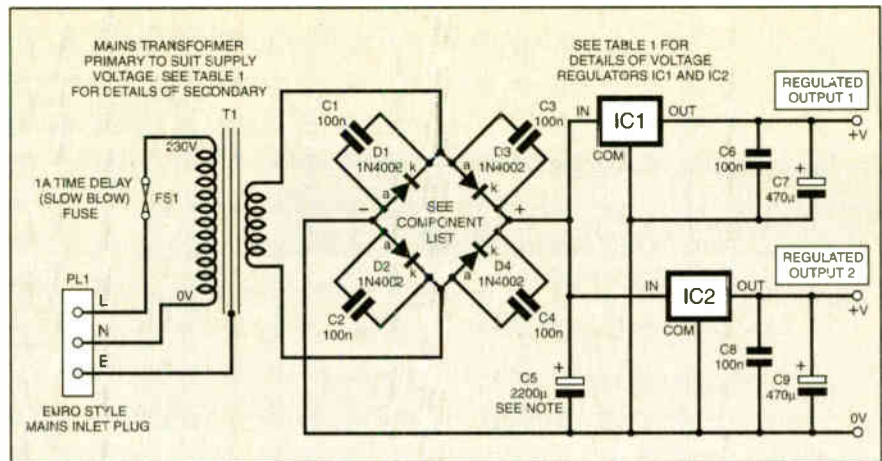 MAINS TRANSFORMER
PRIMARY TO SUIT SUPPLY
VOLTAGE. SEE TABLE 1
FOR DETAILS OF SECONDARY
T1
230V
1A TIME DELAY
(SLOW BLOW)
FUSE
FS1
0V
PL1
L
N
E
EURO STYLE
MAINS INLET PLUG
C1
100n
C3
100n
D1
1N4002
D3
1N4002
a
k
a
k
−
SEE
COMPONENT
LIST
+
D2
1N4002
D4
1N4002
a
k
a
k
C2
100n
C4
100n
SEE TABLE 1 FOR
DETAILS OF VOLTAGE
REGULATORS IC1 AND IC2
REGULATED
OUTPUT 1
IN
IC1
OUT
COM
+V
C6
100n
+
C7
470µ
REGULATED
OUTPUT 2
IN
IC2
OUT
COM
+V
+
C5
2200µ
SEE NOTE
C8
100n
+
C9
470µ
0V